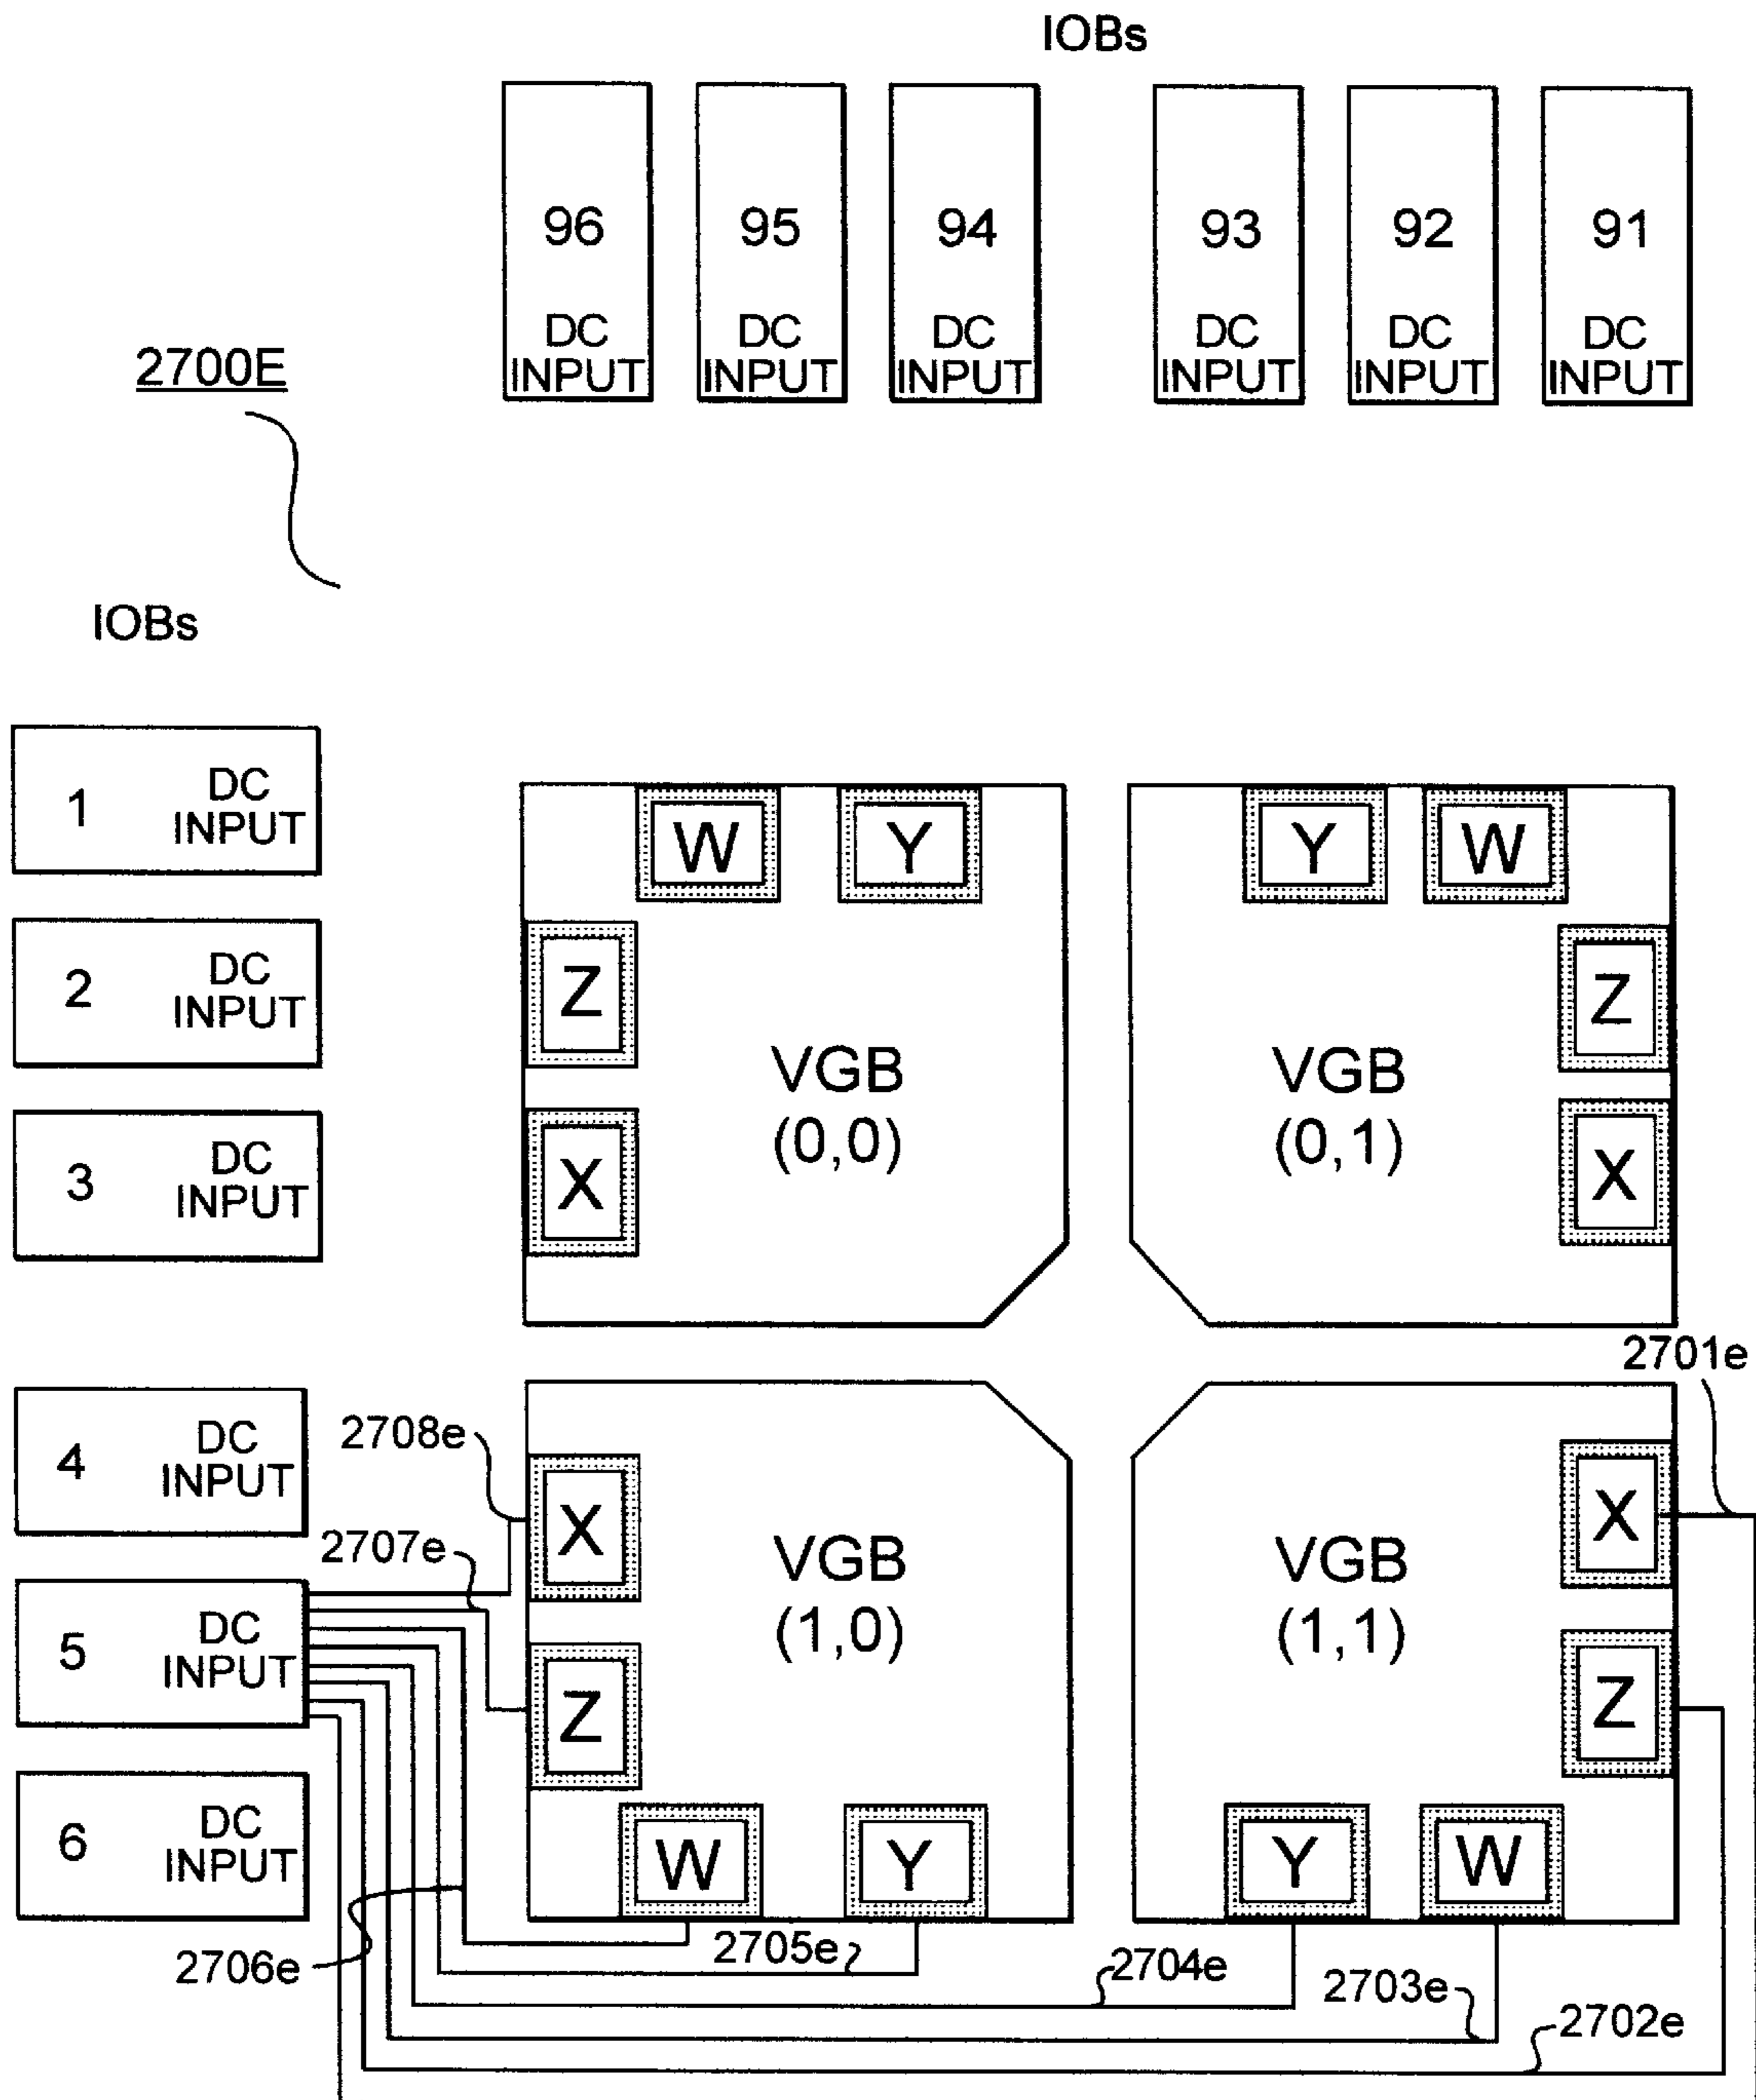 IOBs
96 95 94 93 92 91
DC DC DC DC DC DC
INPUT INPUT INPUT INPUT INPUT INPUT
2700E
IOBs
1 DC
INPUT
2 DC
INPUT
3 DC
INPUT
W Y Y W
Z Z
VGB VGB
(0,0) (0,1)
X X
2701e
4 DC
INPUT
2708e
X X
2707e
VGB VGB
(1,0) (1,1)
5 DC
INPUT
Z Z
6 DC
INPUT
W Y Y W
2706e 2705e 2704e 2703e
2702e